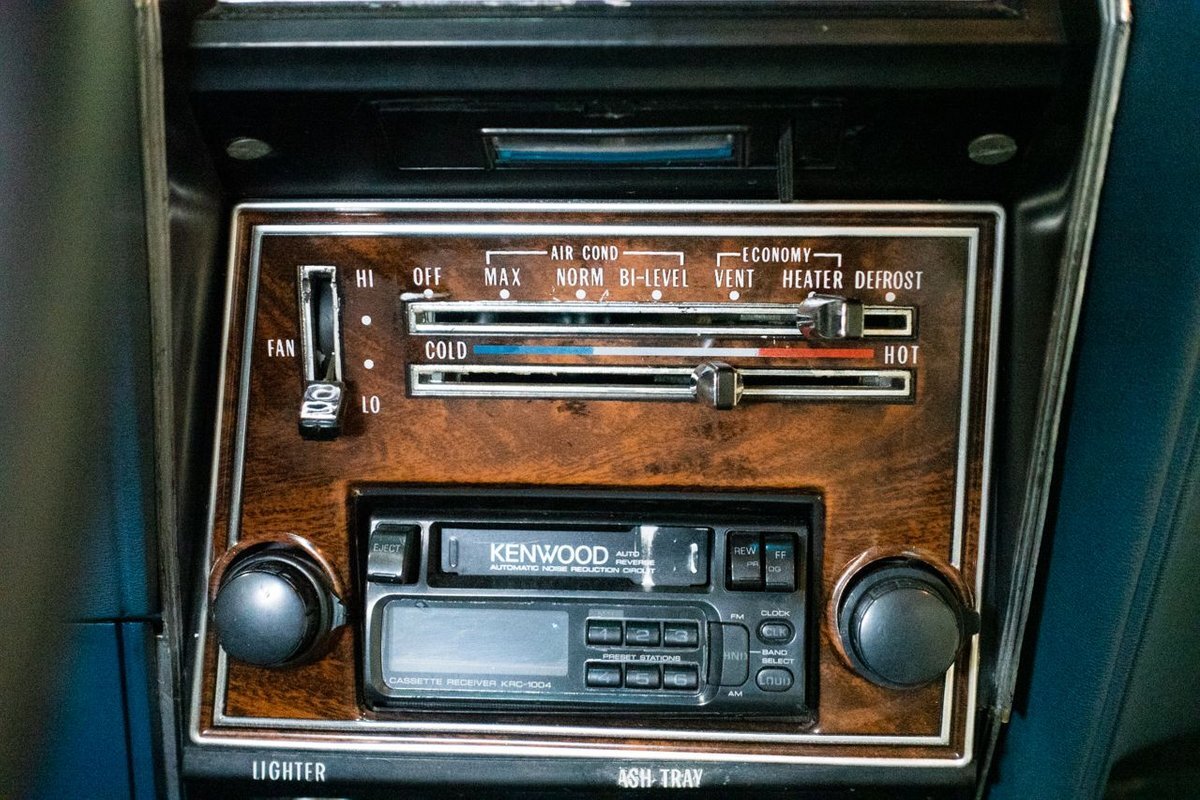 AIR COND ECONOMY
HI OFF MAX NORM BI-LEVEL VENT HEATER DEFROST
FAN COLD HOT
LO
EJECT KENWOOD AUTO REVERSE REW FF
AUTOMATIC NOISE REDUCTION CIRCUIT
FM CLOCK
1 2 3 CLK
PRESET STATIONS BND BAND SELECT
4 5 6 LOUD
CASSETTE RECEIVER KRC-1004 AM
LIGHTER ASH TRAY